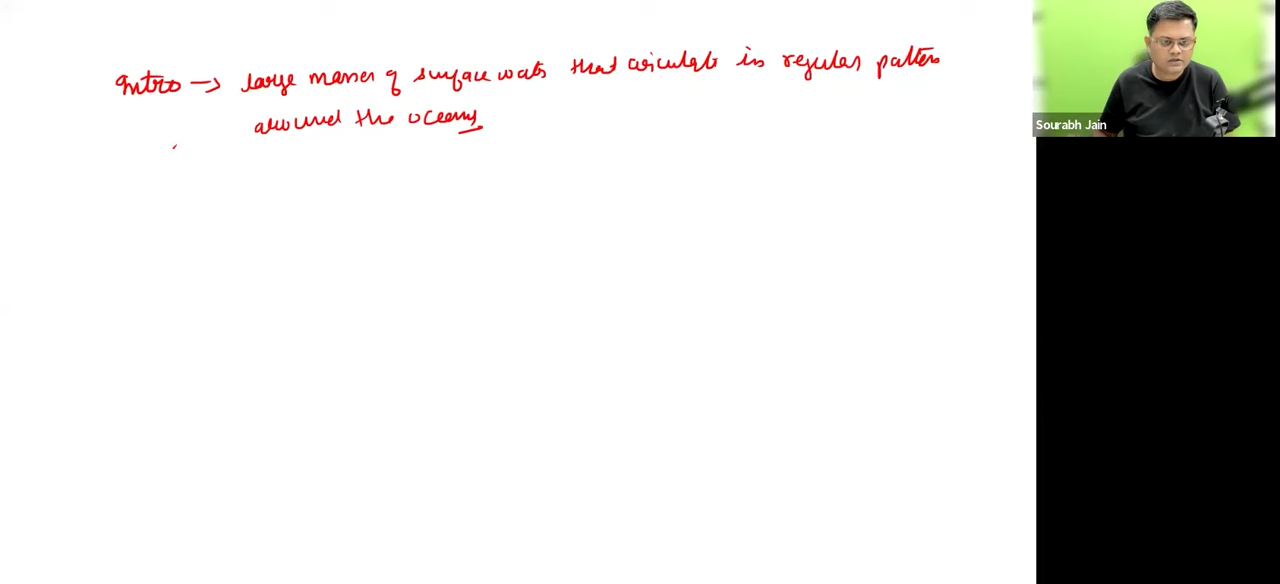 Intro → large masses of surface water that circulate in regular pattern
around the oceans
Sourabh Jain